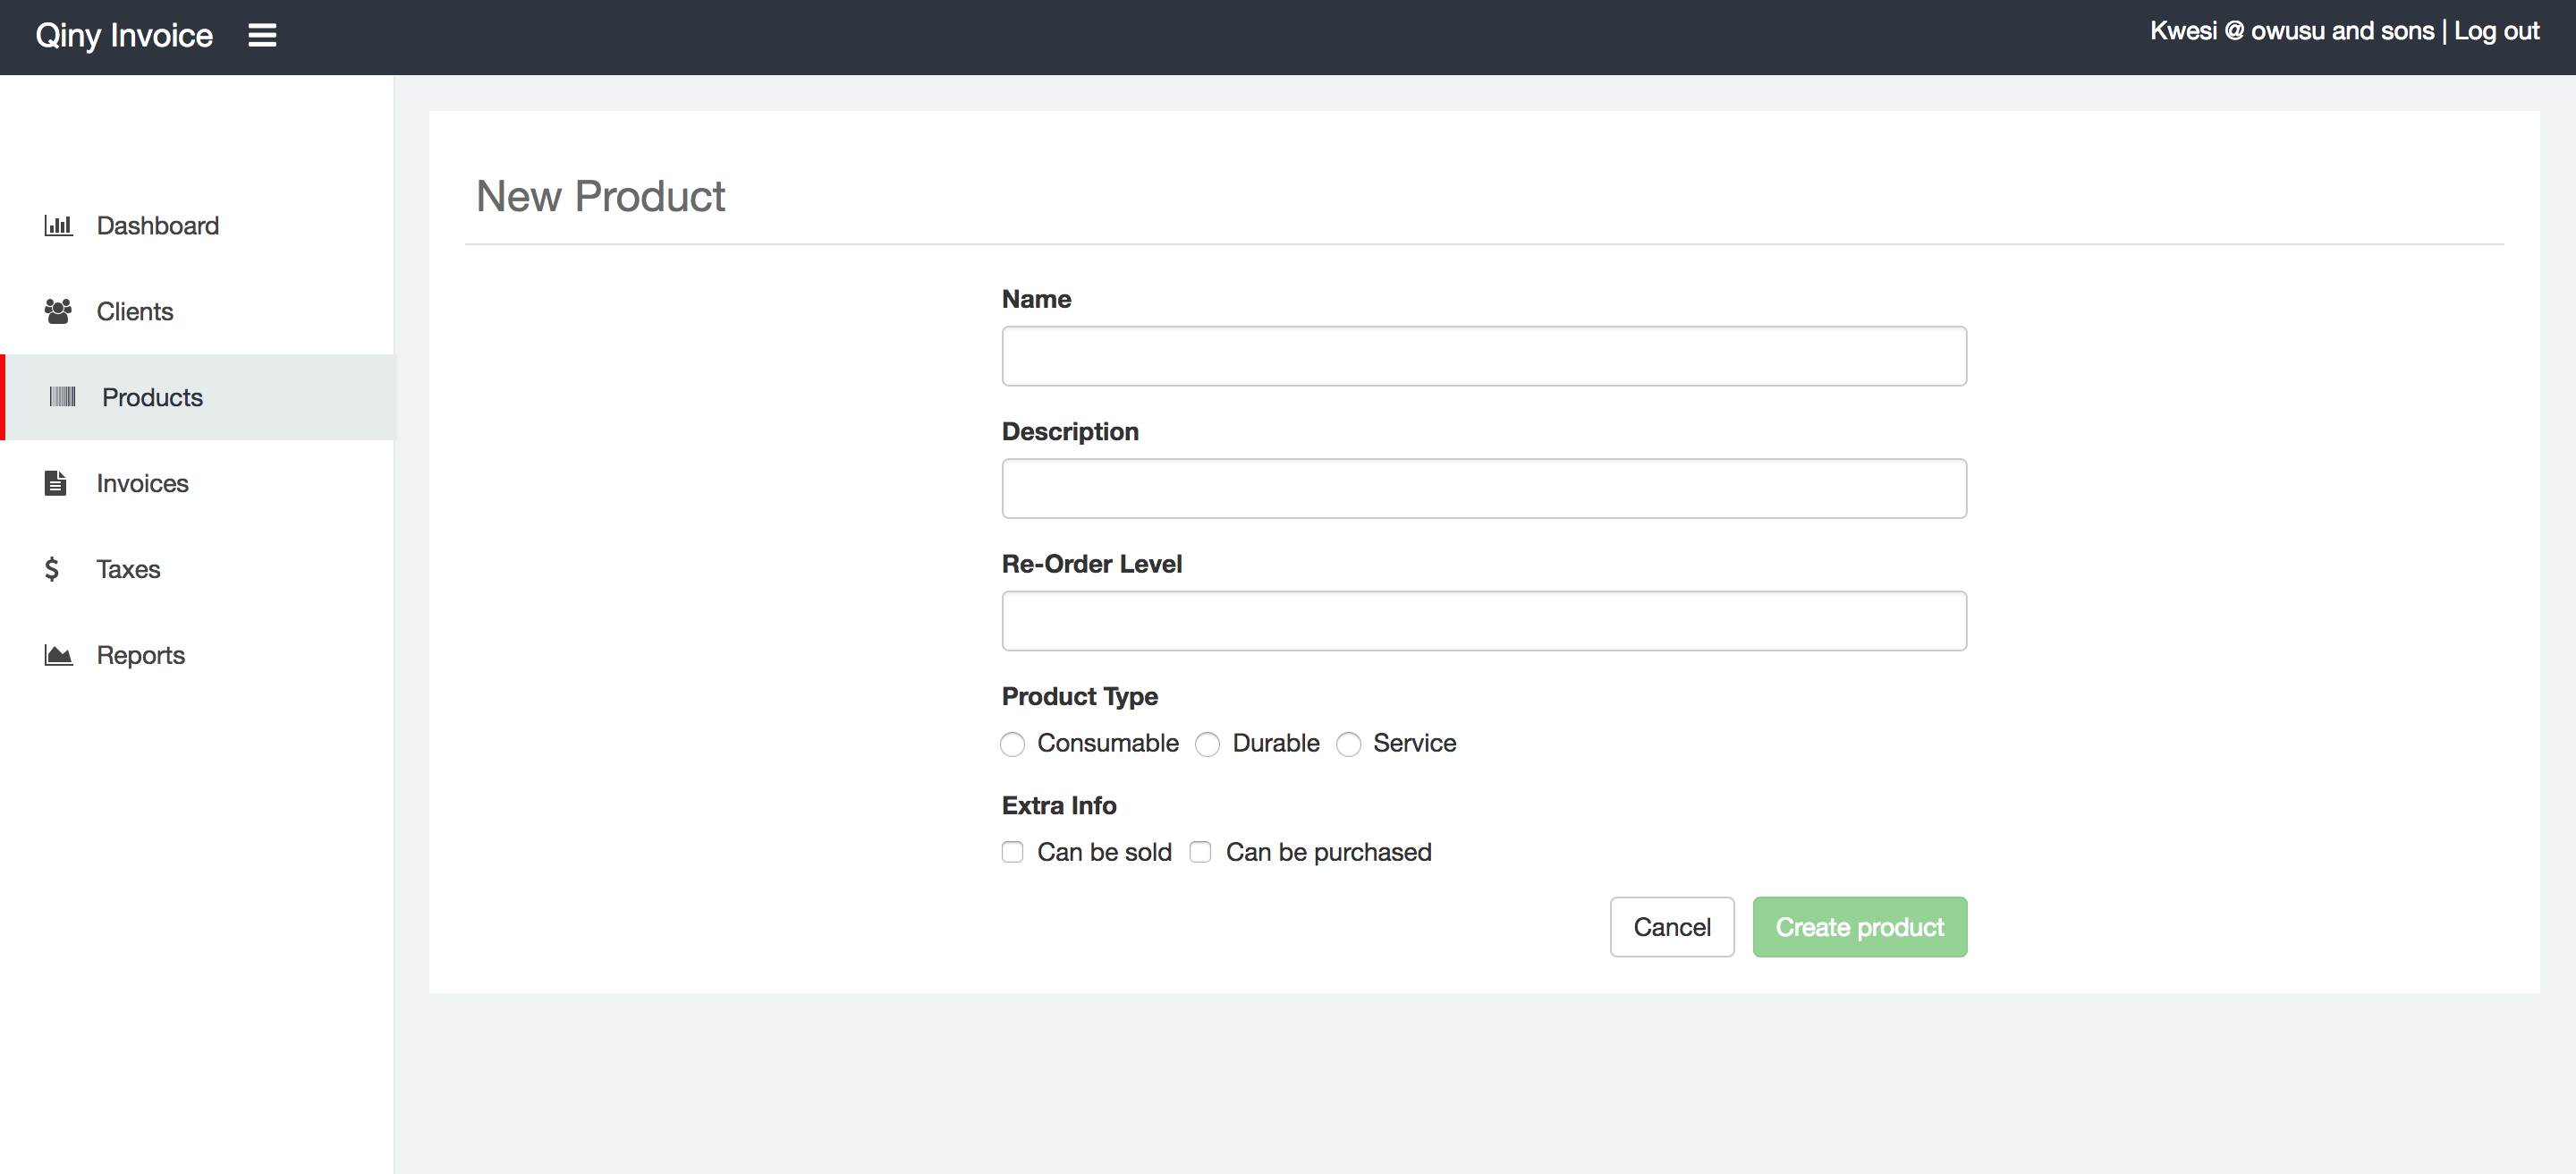 Qiny Invoice
Kwesi @ owusu and sons | Log out
Dashboard
Clients
Products
Invoices
Taxes
Reports
New Product
Name
Description
Re-Order Level
Product Type
Consumable Durable Service
Extra Info
Can be sold Can be purchased
Cancel Create product